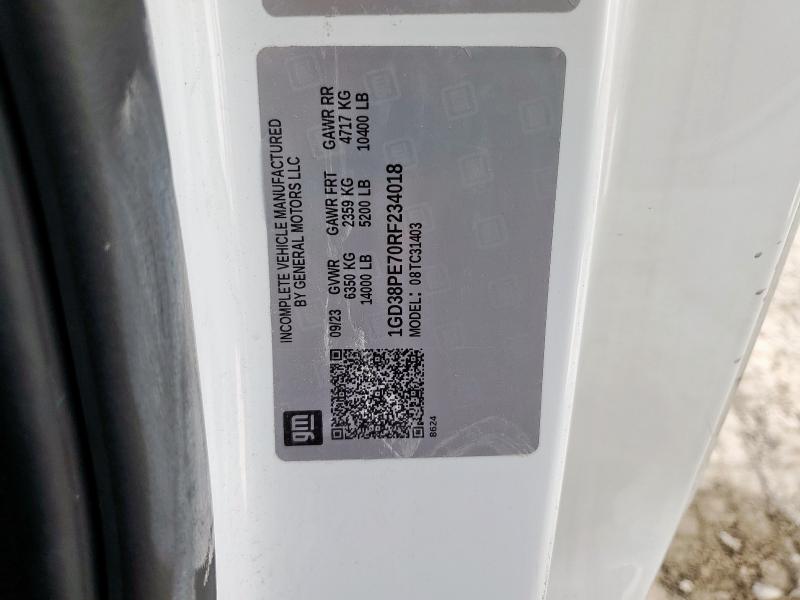 INCOMPLETE VEHICLE MANUFACTURED
BY GENERAL MOTORS LLC
09/23 GVWR GAWR FRT GAWR RR
6350 KG 2359 KG 4717 KG
14000 LB 5200 LB 10400 LB
1GD38PE70RF234018
MODEL: 08TC31403
gm
8624